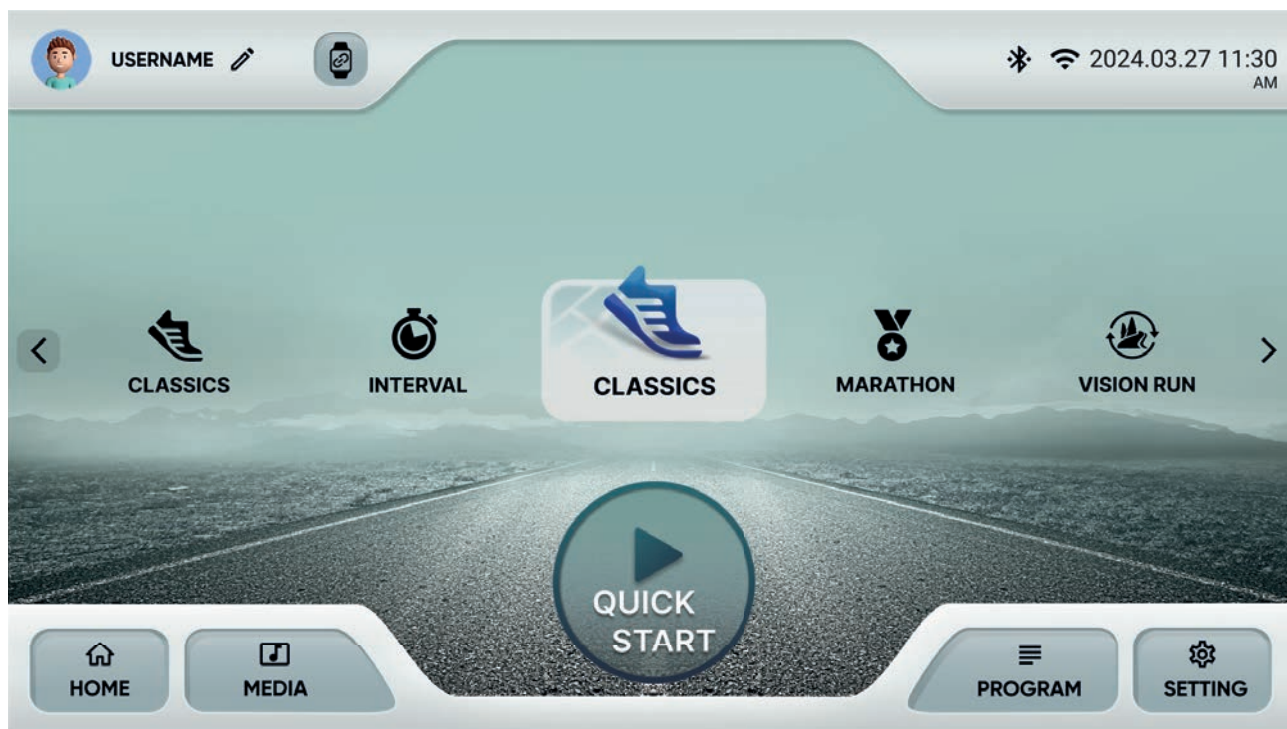 USERNAME
2024.03.27 11:30
AM
CLASSICS
INTERVAL
CLASSICS
MARATHON
VISION RUN
QUICK
START
HOME
MEDIA
PROGRAM
SETTING